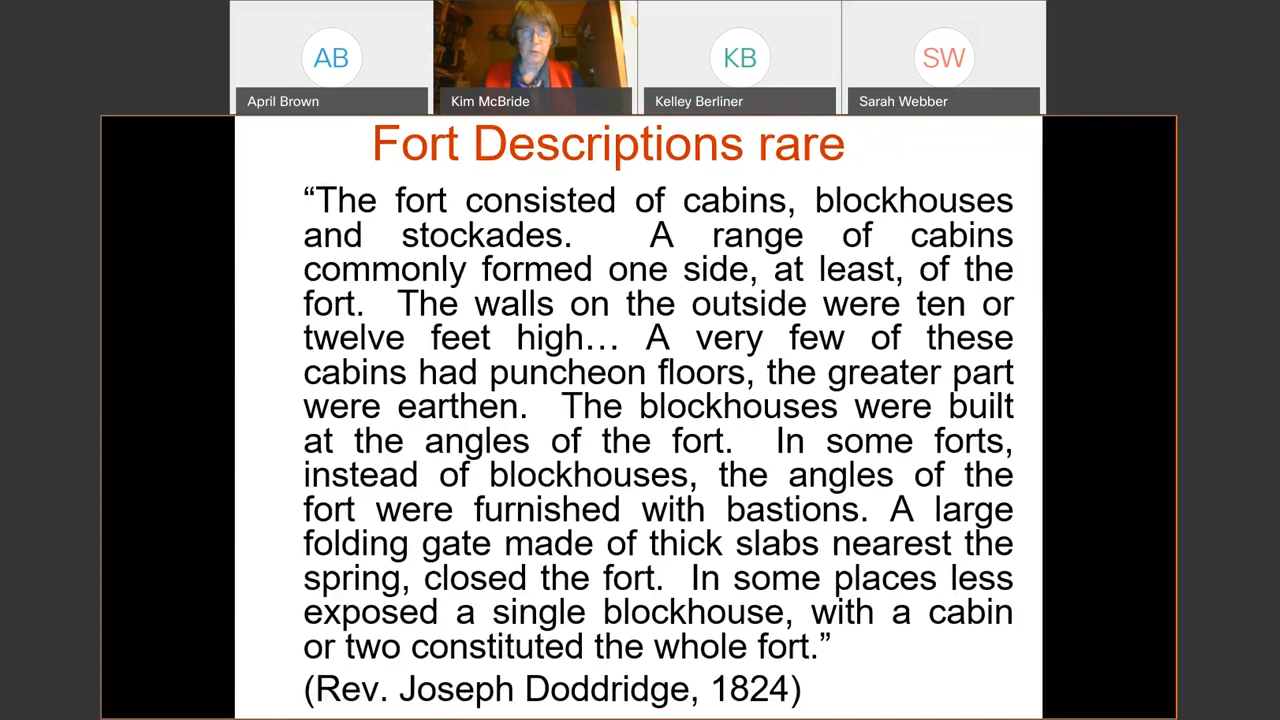 AB
April Brown
Kim McBride
KB
Kelley Berliner
SW
Sarah Webber
Fort Descriptions rare
“The fort consisted of cabins, blockhouses
and stockades. A range of cabins
commonly formed one side, at least, of the
fort. The walls on the outside were ten or
twelve feet high… A very few of these
cabins had puncheon floors, the greater part
were earthen. The blockhouses were built
at the angles of the fort. In some forts,
instead of blockhouses, the angles of the
fort were furnished with bastions. A large
folding gate made of thick slabs nearest the
spring, closed the fort. In some places less
exposed a single blockhouse, with a cabin
or two constituted the whole fort.”
(Rev. Joseph Doddridge, 1824)